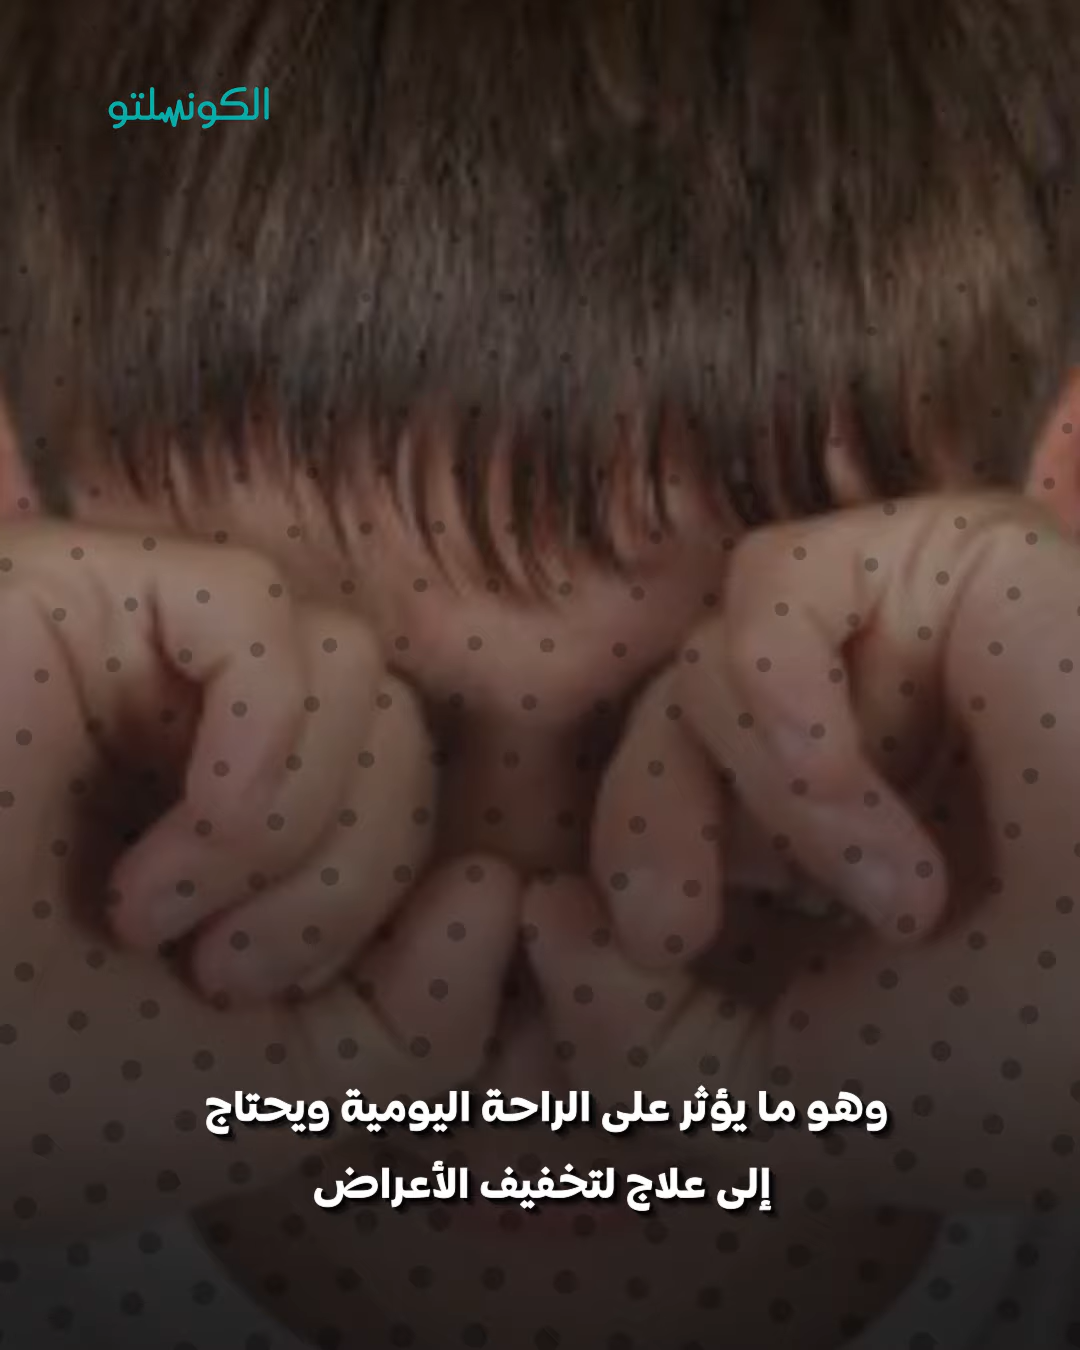 الكونسلتو
وهو ما يؤثر على الراحة اليومية ويحتاج
إلى علاج لتخفيف الأعراض